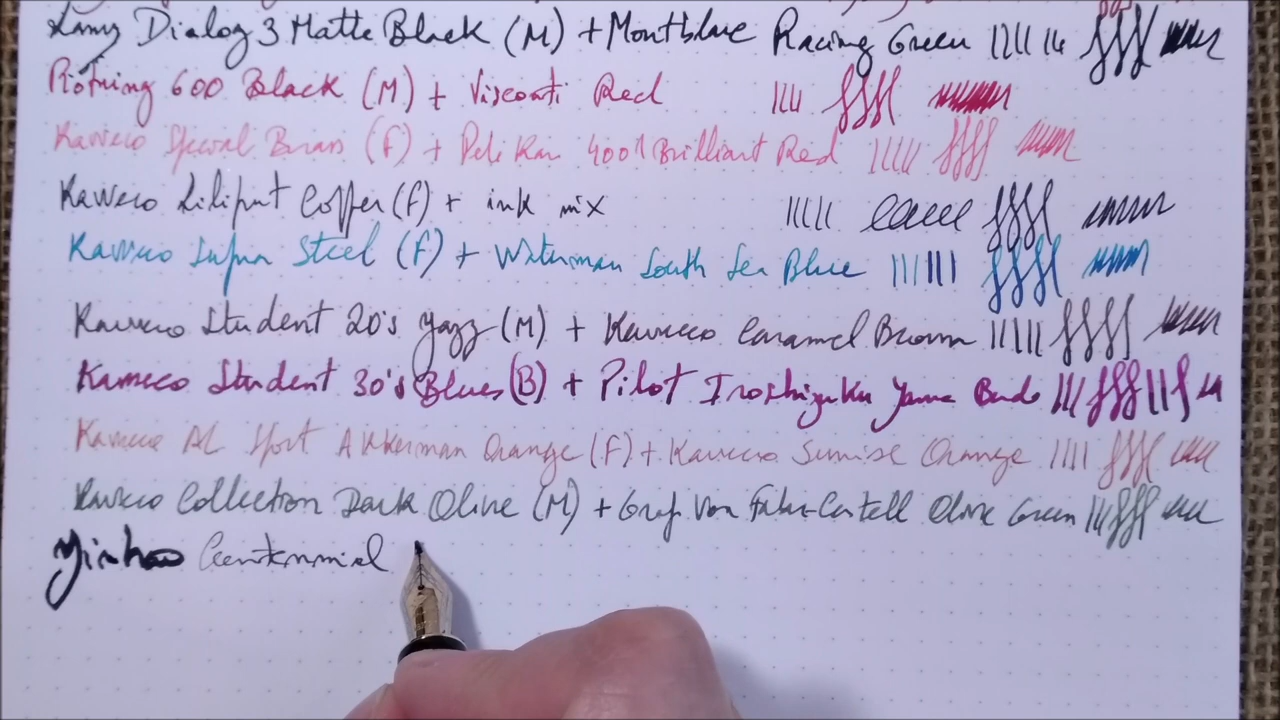 Lamy Dialog 3 Matte Black (M) + Montblanc Racing Green
Rotring 600 Black (M) + Visconti Red
Kaweco Special Brass (F) + Pelikan 4001 Brilliant Red
Kaweco Liliput Copper (F) + ink mix
Kaweco Supra Steel (F) + Waterman South Sea Blue
Kaweco Student 20's Jazz (M) + Kaweco Caramel Brown
Kaweco Student 30's Blues (B) + Pilot Iroshizuku Yama Budo
Kaweco AL Sport Akkerman Orange (F) + Kaweco Sunrise Orange
Kaweco Collection Dark Olive (M) + Graf Von Faber-Castell Olive Green
Jinhao Centennial